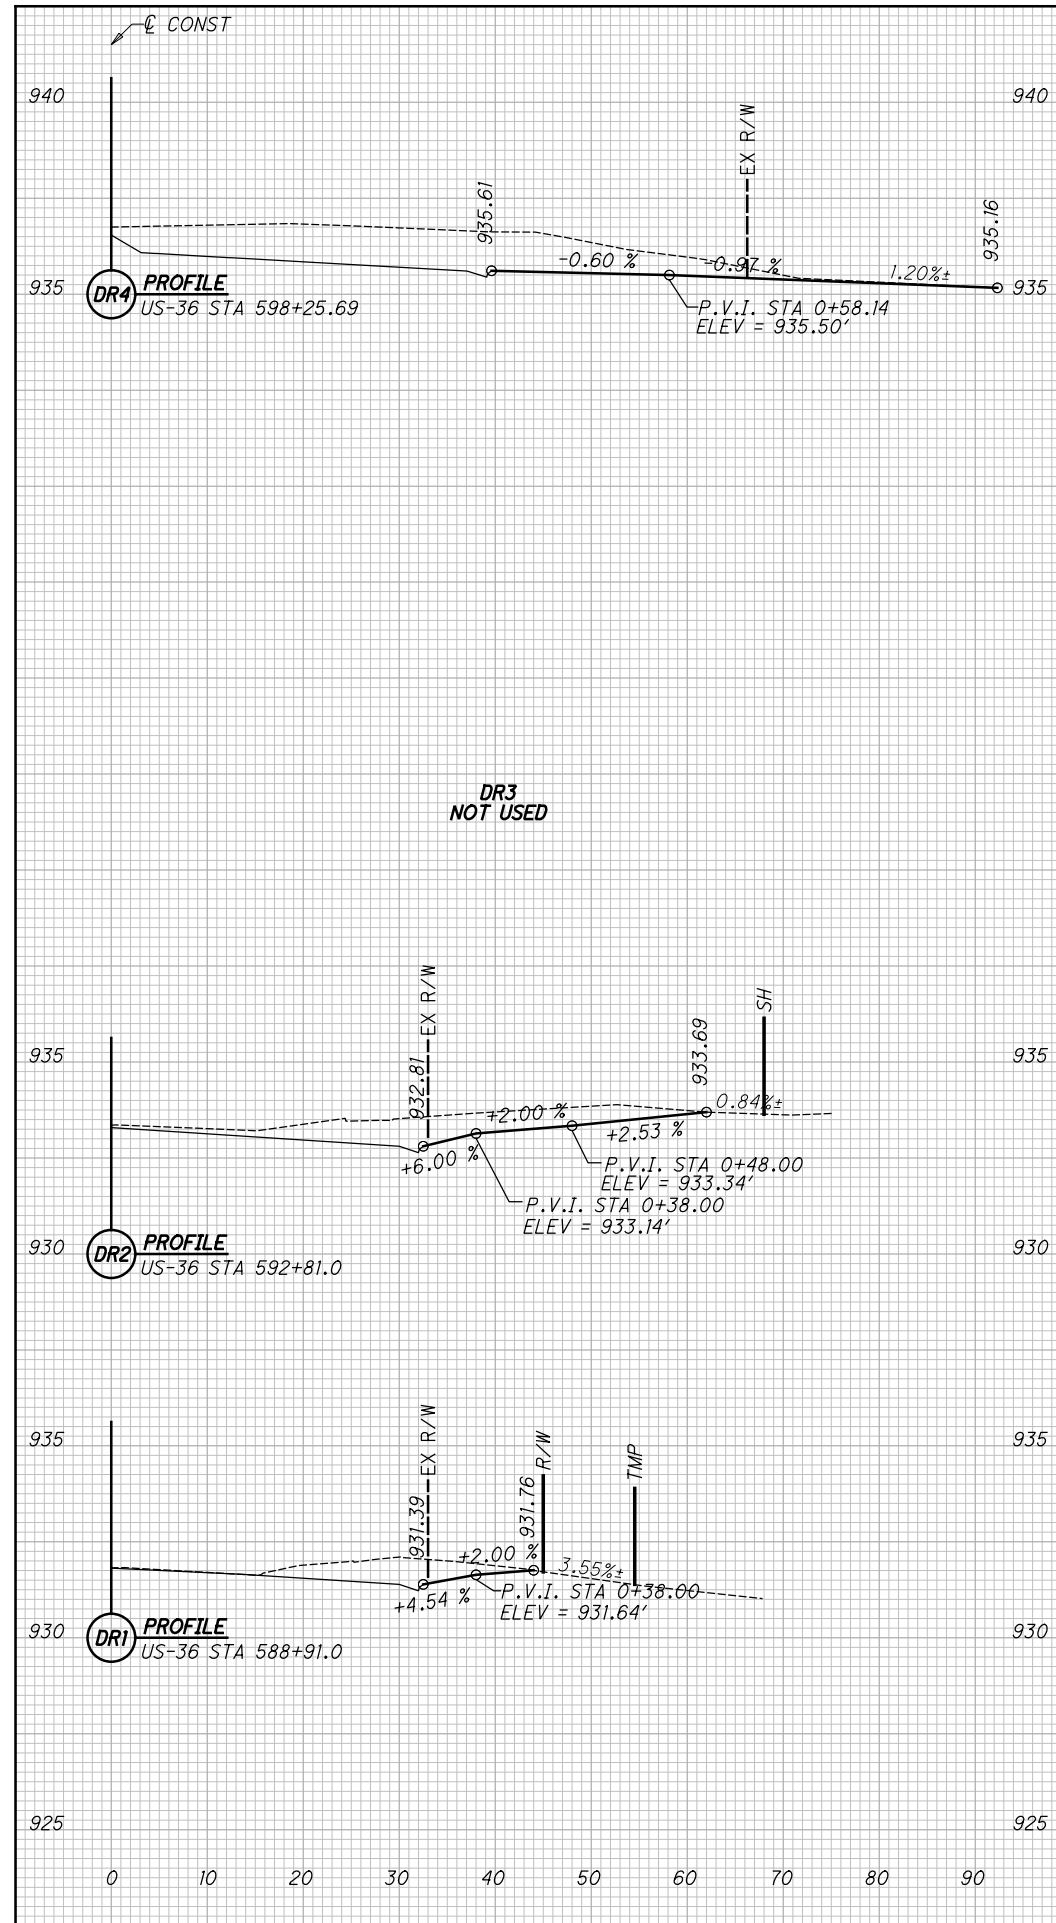 ℄ CONST
940
940
EX R/W
935.61
935.16
-0.60 %
-0.97 %
1.20%±
DR4
PROFILE
935
935
US-36 STA 598+25.69
P.V.I. STA 0+58.14
ELEV = 935.50'
DR3
NOT USED
EX R/W
SH
935
935
932.81
933.69
+2.00 %
0.84%±
+6.00 %
+2.53 %
P.V.I. STA 0+48.00
ELEV = 933.34'
P.V.I. STA 0+38.00
ELEV = 933.14'
930
930
DR2
PROFILE
US-36 STA 592+81.0
EX R/W
R/W
TMP
935
935
931.39
931.76
+2.00 %
3.55%±
+4.54 %
P.V.I. STA 0+38.00
ELEV = 931.64'
930
930
DR1
PROFILE
US-36 STA 588+91.0
925
925
0 10 20 30 40 50 60 70 80 90